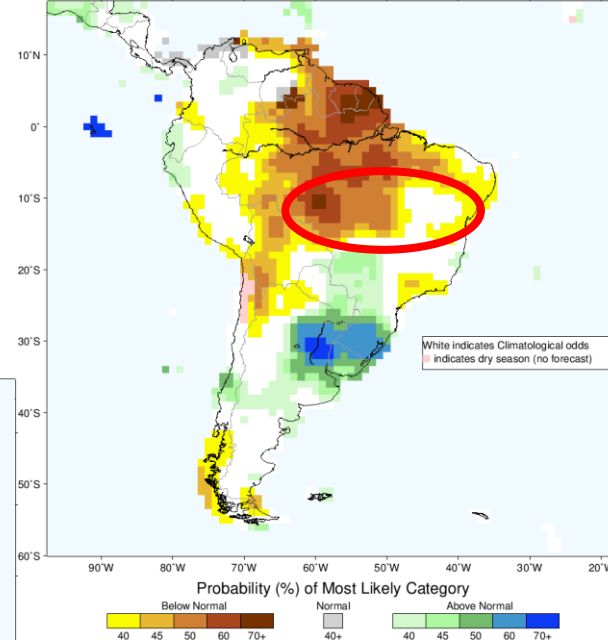 10°N
0°
10°S
20°S
30°S
40°S
50°S
60°S
White indicates Climatological odds
indicates dry season (no forecast)
90°W 80°W 70°W 60°W 50°W 40°W 30°W 20°W
Probability (%) of Most Likely Category
Below Normal Normal Above Normal
40 45 50 60 70+ 40+ 40 45 50 60 70+